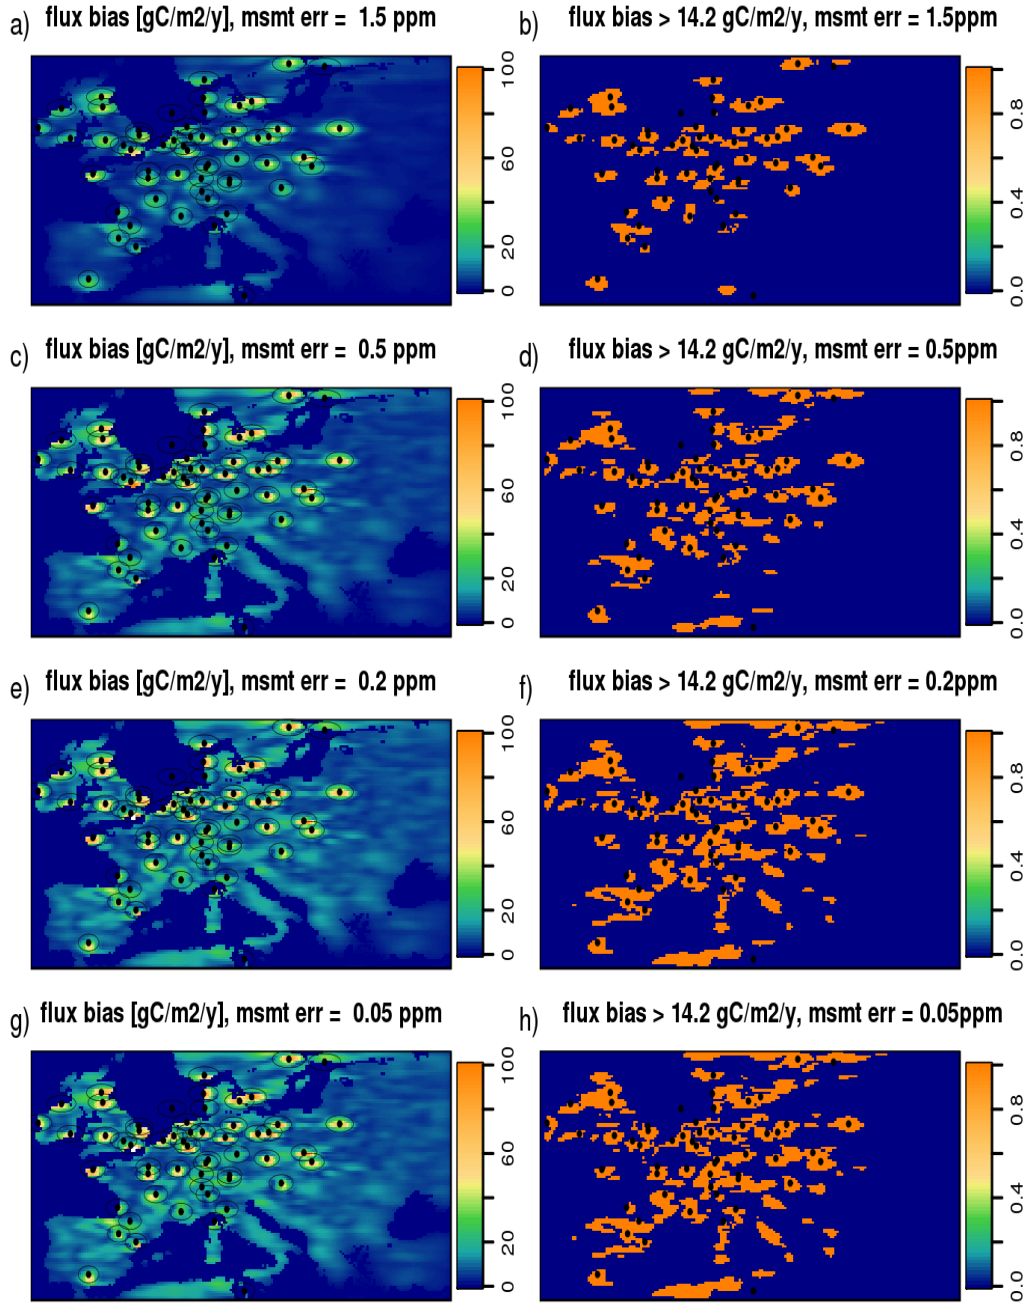 a) flux bias [gC/m2/y], msmt err =  1.5 ppm
0 20 60 100
b) flux bias > 14.2 gC/m2/y, msmt err = 1.5ppm
0.0 0.4 0.8
c) flux bias [gC/m2/y], msmt err =  0.5 ppm
0 20 60 100
d) flux bias > 14.2 gC/m2/y, msmt err = 0.5ppm
0.0 0.4 0.8
e) flux bias [gC/m2/y], msmt err =  0.2 ppm
0 20 60 100
f) flux bias > 14.2 gC/m2/y, msmt err = 0.2ppm
0.0 0.4 0.8
g) flux bias [gC/m2/y], msmt err =  0.05 ppm
0 20 60 100
h) flux bias > 14.2 gC/m2/y, msmt err = 0.05ppm
0.0 0.4 0.8